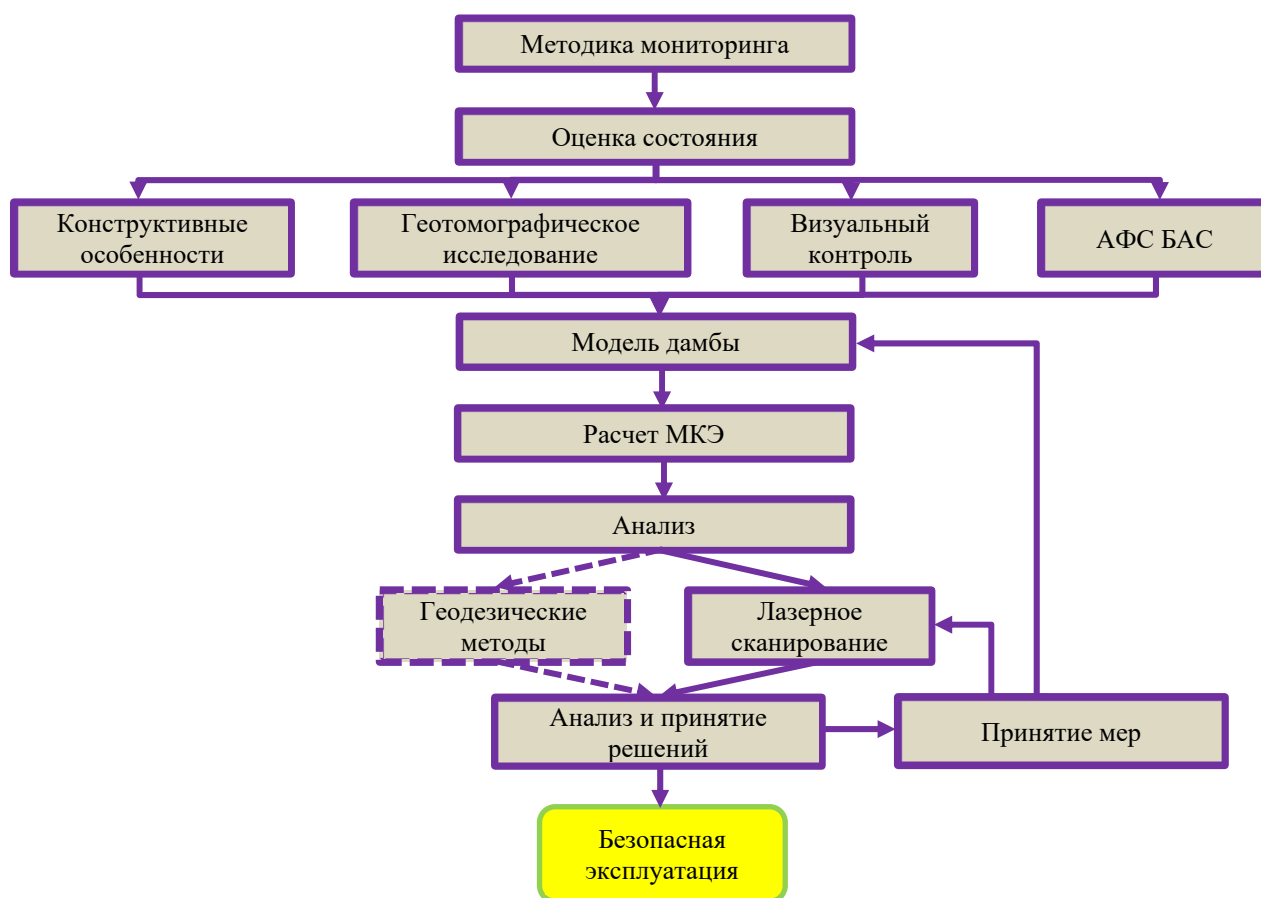 Методика мониторинга
Оценка состояния
Конструктивные
особенности
Геотомографическое
исследование
Визуальный
контроль
АФС БАС
Модель дамбы
Расчет МКЭ
Анализ
Геодезические
методы
Лазерное
сканирование
Анализ и принятие
решений
Принятие мер
Безопасная
эксплуатация